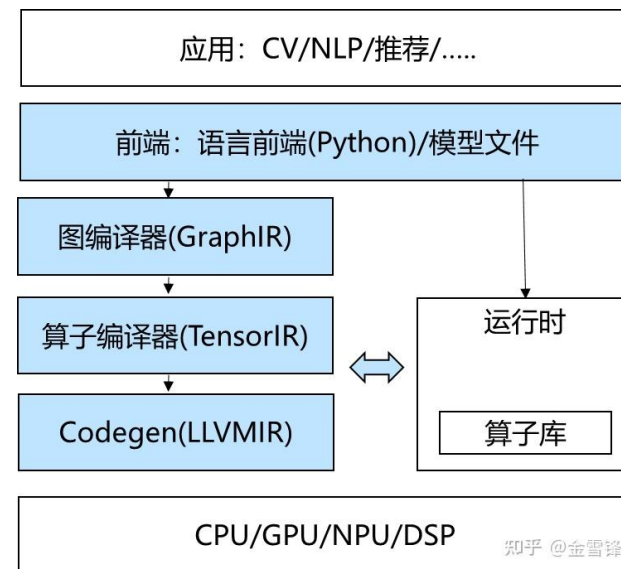 应用：CV/NLP/推荐/.....
前端：语言前端(Python)/模型文件
图编译器(GraphIR)
算子编译器(TensorIR)
运行时
Codegen(LLVMIR)
算子库
CPU/GPU/NPU/DSP
知乎 @金雪锋